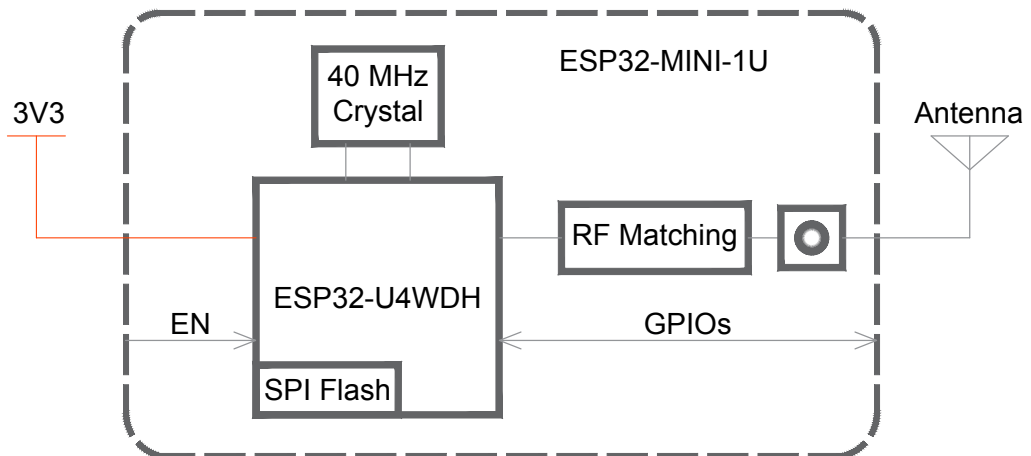 ESP32-MINI-1U
40 MHz
Crystal
3V3
Antenna
RF Matching
ESP32-U4WDH
EN
GPIOs
SPI Flash